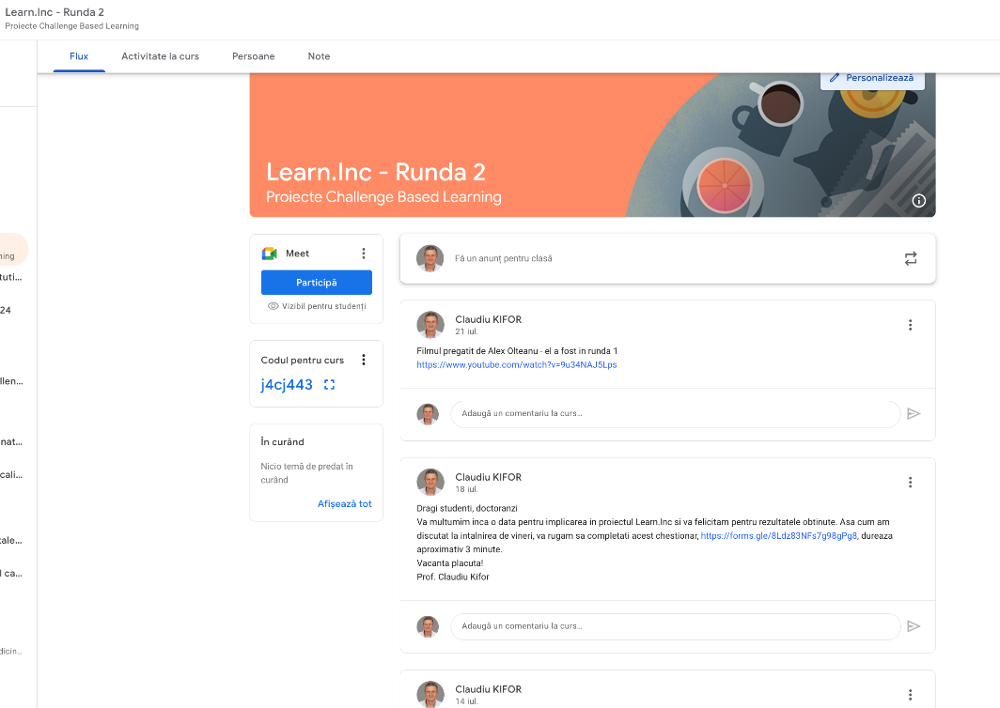 Learn.Inc - Runda 2
Proiecte Challenge Based Learning
Flux
Activitate la curs
Persoane
Note
Personalizează
Learn.Inc - Runda 2
Proiecte Challenge Based Learning
ning
tuti...
24
llen...
nat...
cali...
tale...
l ca...
dicin...
Meet
Participă
Vizibil pentru studenți
Codul pentru curs
j4cj443
În curând
Nicio temă de predat în
curând
Afișează tot
Fă un anunț pentru clasă
Claudiu KIFOR
21 iul.
Filmul pregatit de Alex Olteanu - el a fost in runda 1
https://www.youtube.com/watch?v=9u34NAJ5Lps
Adaugă un comentariu la curs...
Claudiu KIFOR
18 iul.
Dragi studenti, doctoranzi
Va multumim inca o data pentru implicarea in proiectul Learn.Inc si va felicitam pentru rezultatele obtinute. Asa cum am
discutat la intalnirea de vineri, va rugam sa completati acest chestionar, https://forms.gle/8Ldz83NFs7g98gPg8, dureaza
aproximativ 3 minute.
Vacanta placuta!
Prof. Claudiu Kifor
Adaugă un comentariu la curs...
Claudiu KIFOR
14 iul.